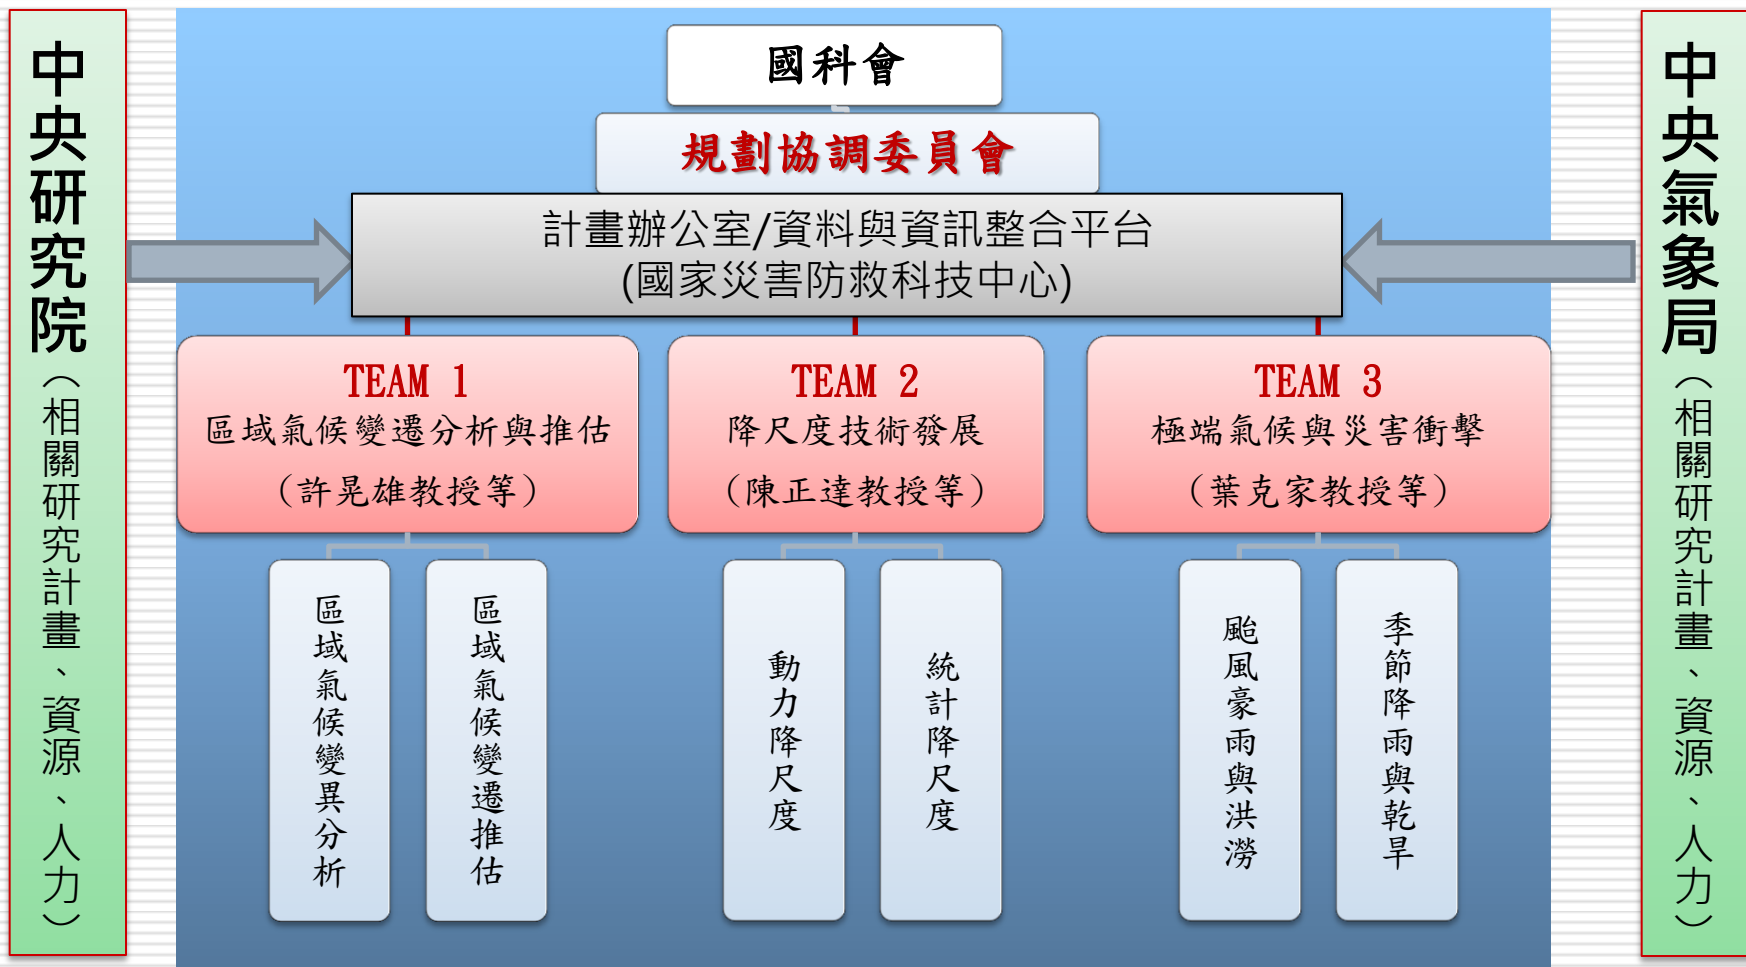 中央研究院（相關研究計畫、資源、人力）
國科會
規劃協調委員會
計畫辦公室/資料與資訊整合平台
(國家災害防救科技中心)
TEAM 1
區域氣候變遷分析與推估
（許晃雄教授等）
TEAM 2
降尺度技術發展
（陳正達教授等）
TEAM 3
極端氣候與災害衝擊
（葉克家教授等）
區域氣候變異分析
區域氣候變遷推估
動力降尺度
統計降尺度
颱風豪雨與洪澇
季節降雨與乾旱
中央氣象局（相關研究計畫、資源、人力）